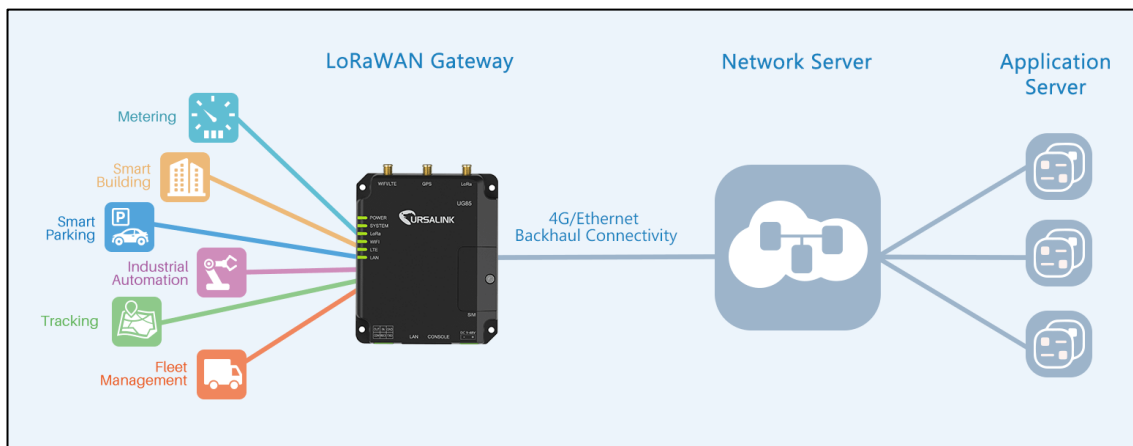 LoRaWAN Gateway
Network Server
Application
Server
Metering
Smart
Building
Smart
Parking
Industrial
Automation
Tracking
Fleet
Management
WIFI/LTE
GPS
LoRa
UG85
URSALINK
POWER
SYSTEM
LoRa
WIFI
LTE
LAN
SIM
LAN
CONSOLE
4G/Ethernet
Backhaul Connectivity
P